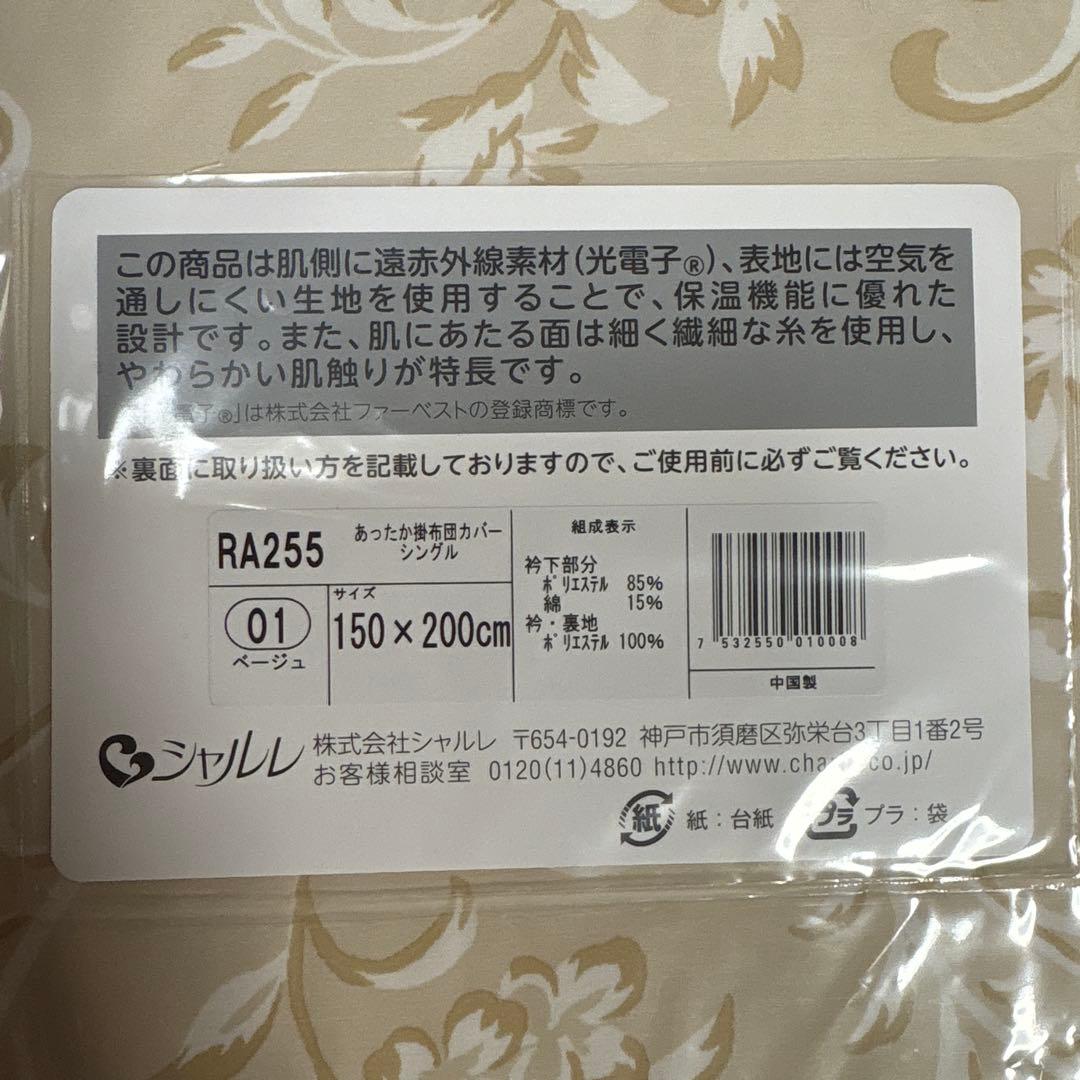 この商品は肌側に遠赤外線素材(光電子®)、表地には空気を
通しにくい生地を使用することで、保温機能に優れた
設計です。また、肌にあたる面は細く繊細な糸を使用し、
やわらかい肌触りが特長です。
電子®」は株式会社ファーベストの登録商標です。
※裏面に取り扱い方を記載しておりますので、ご使用前に必ずご覧ください。
RA255
あったか掛布団カバー
シングル
01
ベージュ
サイズ
150×200cm
組成表示
衿下部分
ポリエステル 85%
綿 15%
衿・裏地
ポリエステル 100%
7 532550 010008
中国製
シャルレ
株式会社シャルレ 〒654-0192 神戸市須磨区弥栄台3丁目1番2号
お客様相談室 0120(11)4860 http://www.cha
.co.jp/
紙 紙:台紙
プラ プラ:袋